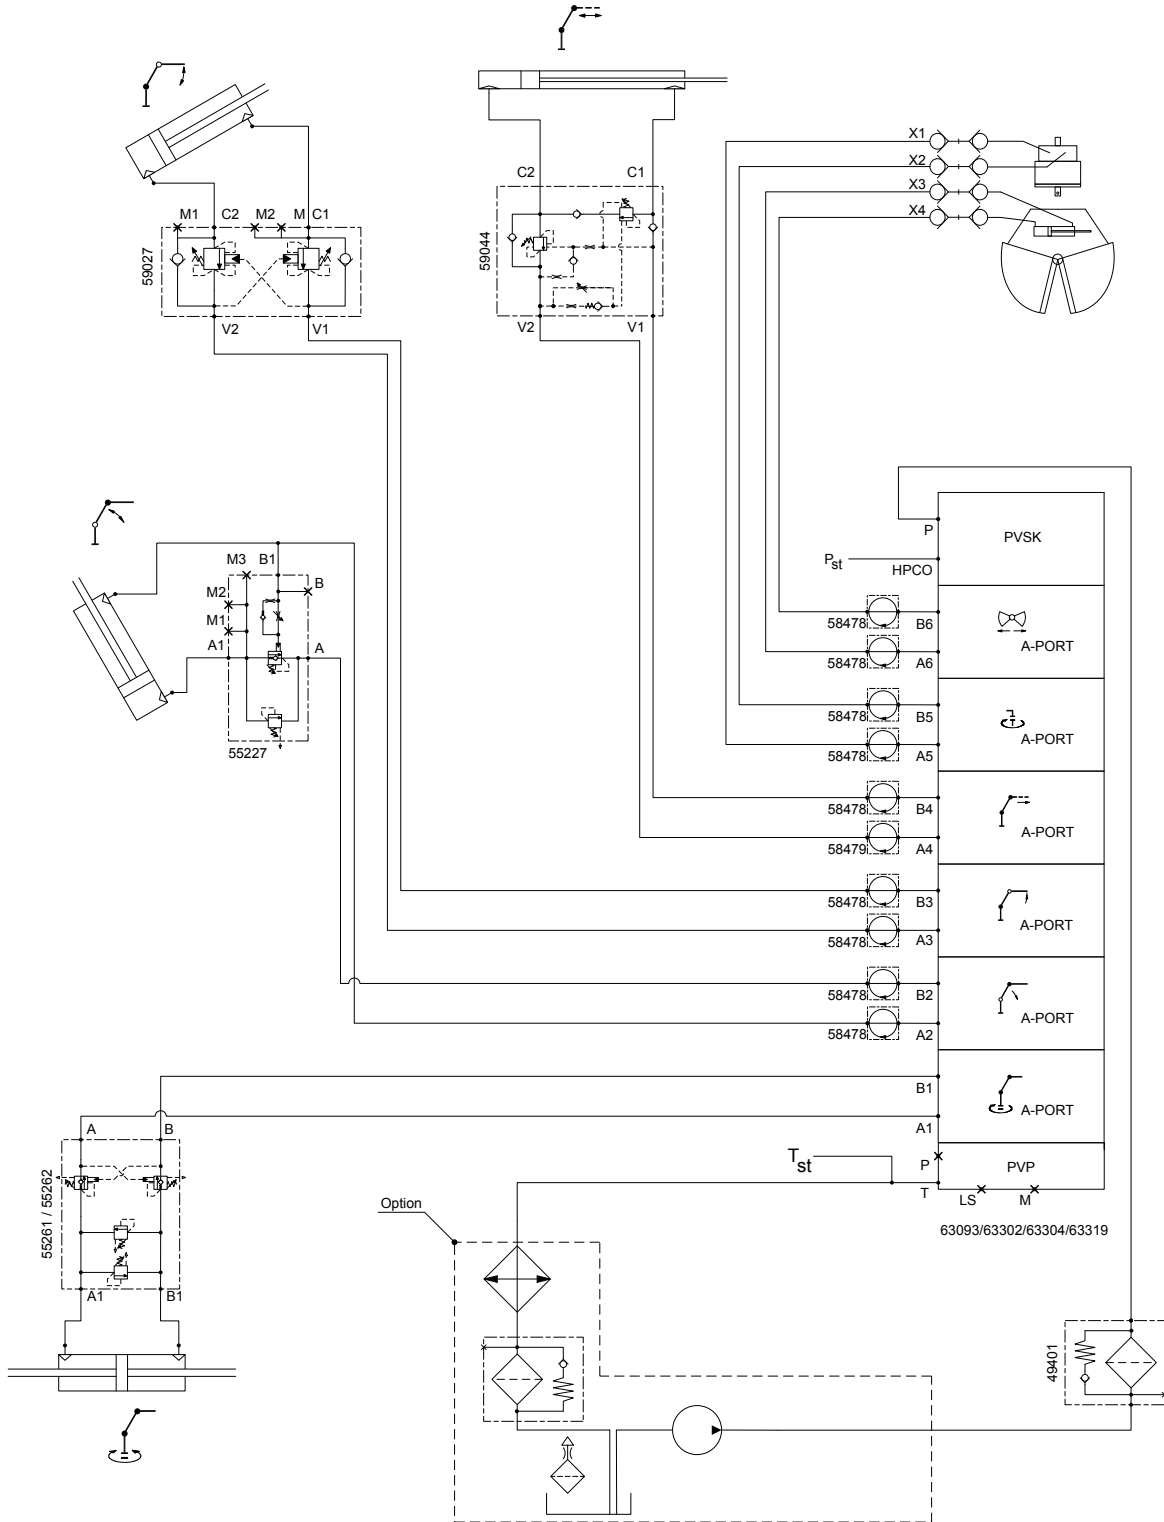 X1
X2
X3
X4
C2 C1
M1 C2 M2 M C1
59027
59044
V2 V1
V2 V1
P
PVSK
Pst
HPCO
M3 B1
B
M2
M1
A1 A
55227
58478 B6
A-PORT
58478 A6
58478 B5
A-PORT
58478 A5
58478 B4
A-PORT
58479 A4
58478 B3
A-PORT
58478 A3
58478 B2
A-PORT
58478 A2
B1
A-PORT
A1
A B
55261 / 55262
A1 B1
Tst
P
PVP
T
LS M
63093/63302/63304/63319
Option
49401